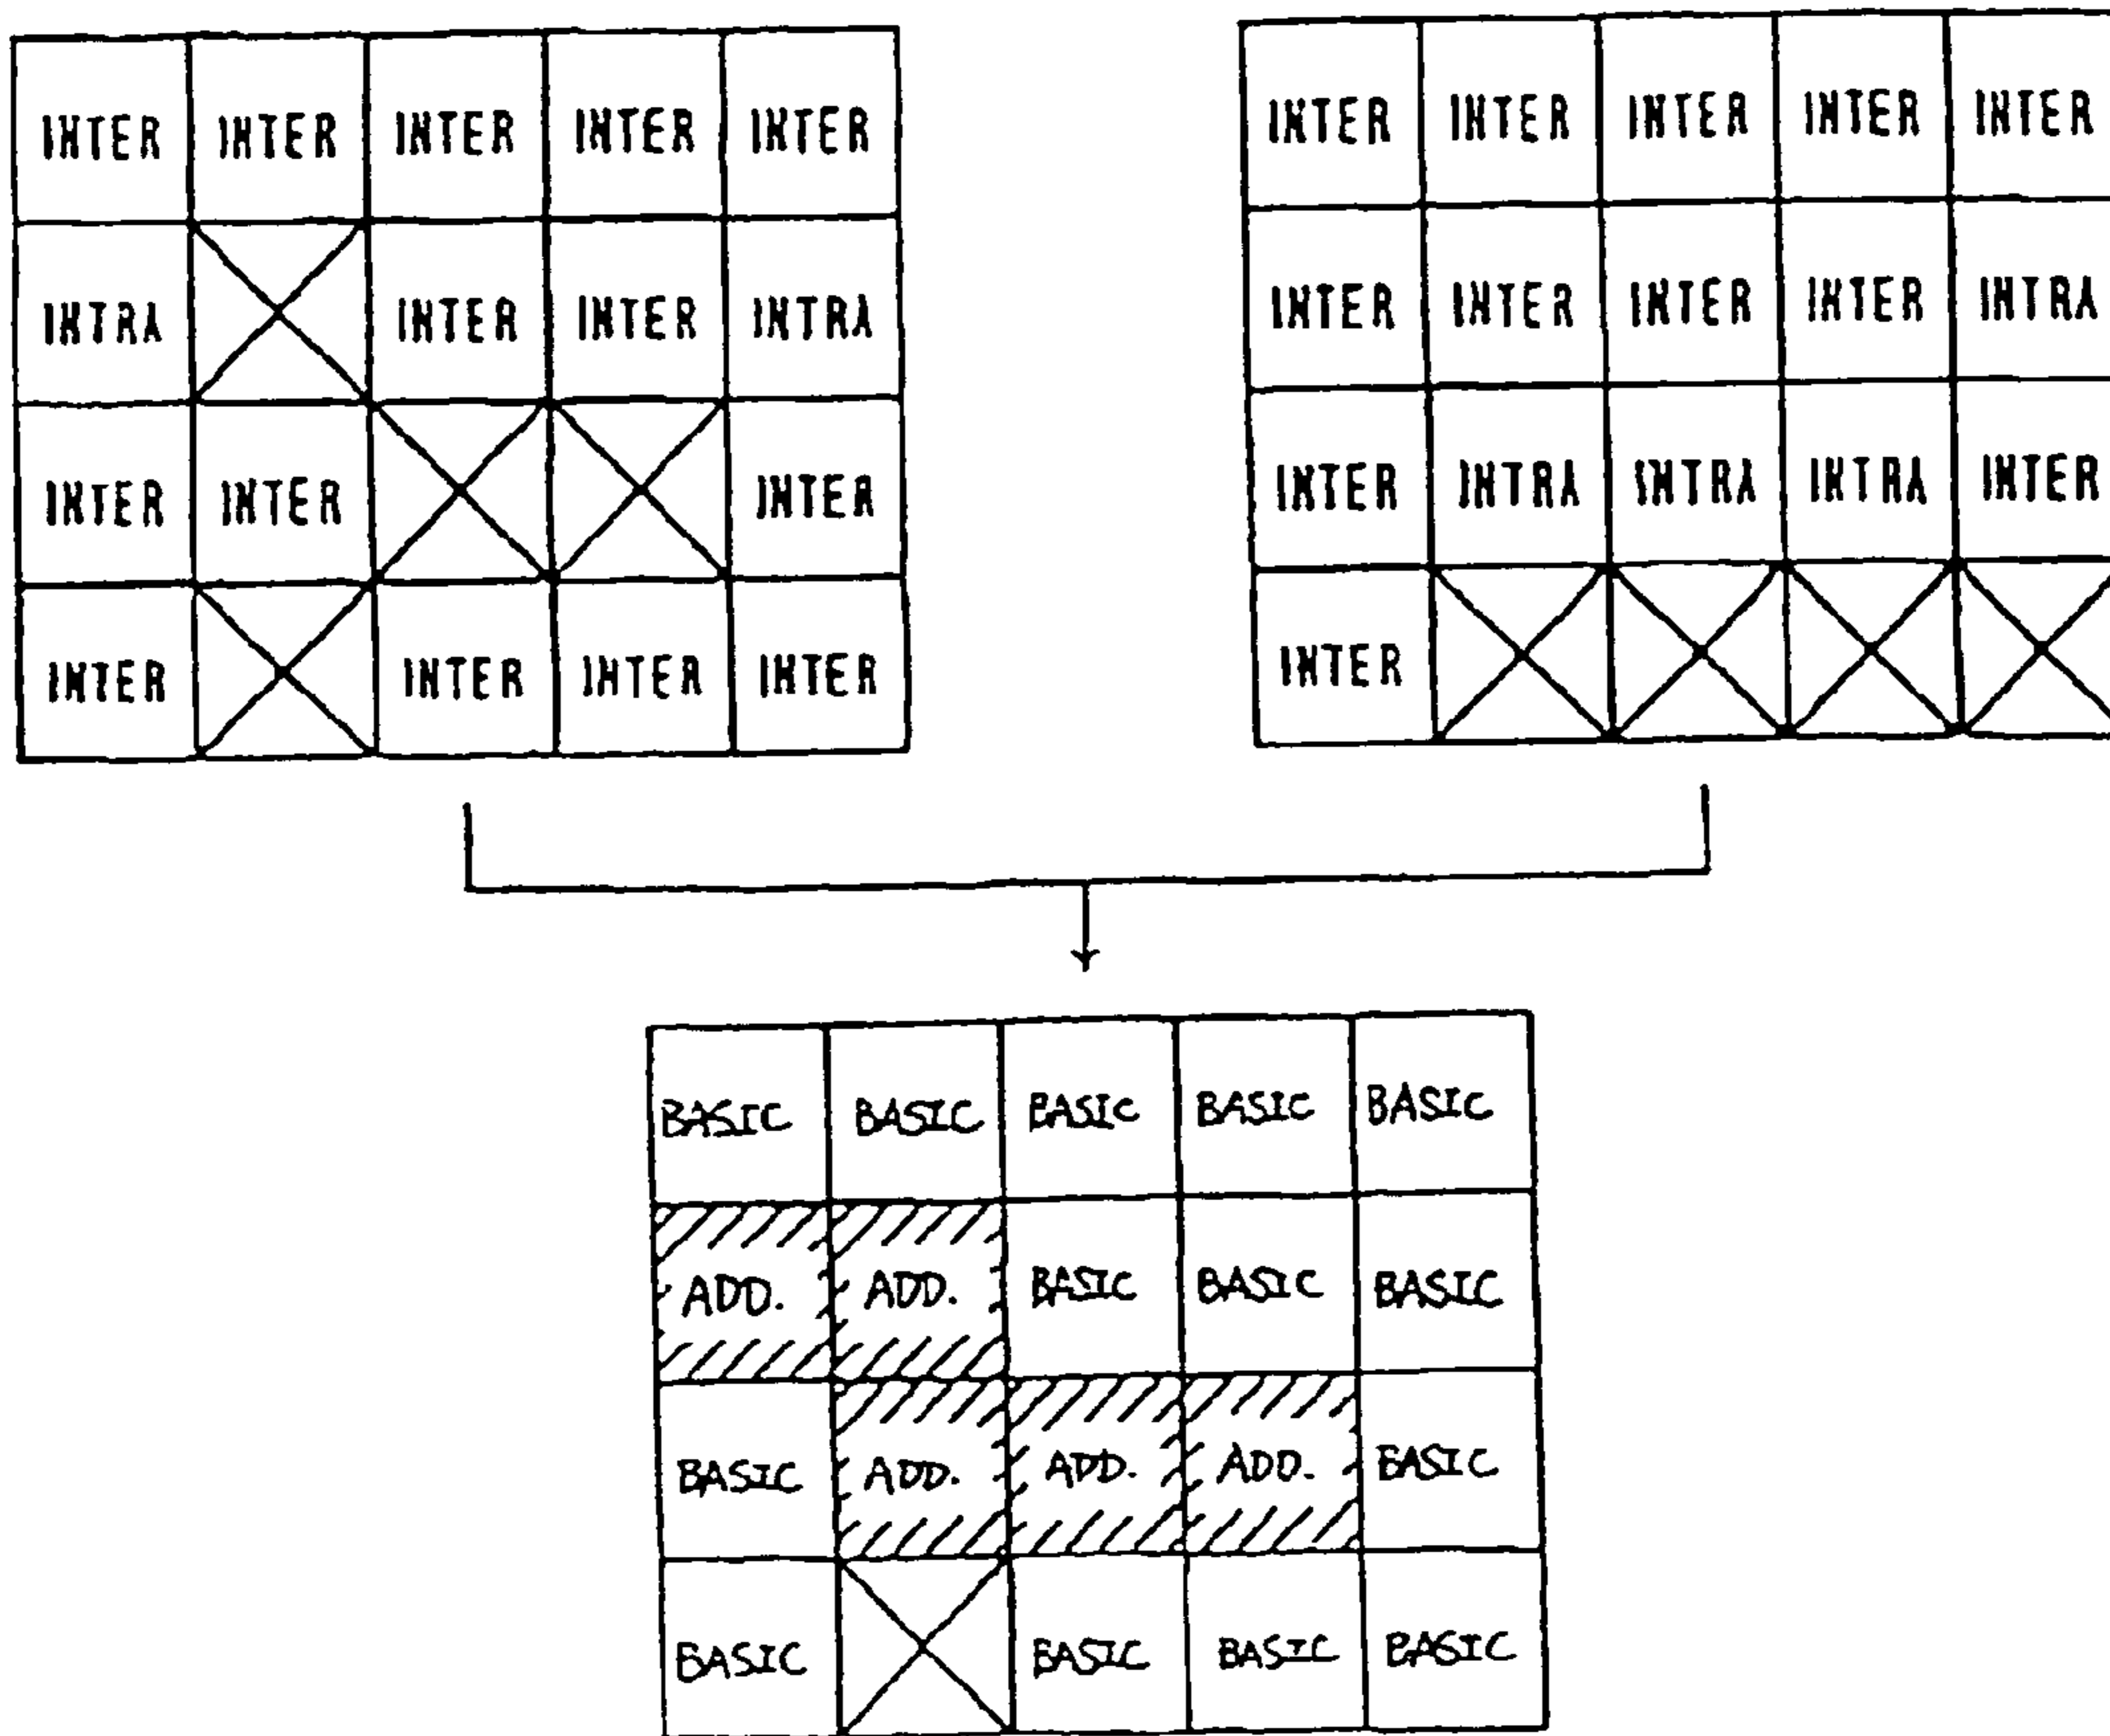 INTER INTER INTER INTER INTER
INTRA INTER INTER INTRA
INTER INTER INTER
INTER INTER INTER INTER
INTER INTER INTER INTER INTER
INTER INTER INTER INTER INTRA
INTER INTRA INTRA INTRA INTER
INTER
BASIC BASIC BASIC BASIC BASIC
ADD. ADD. BASIC BASIC BASIC
BASIC ADD. ADD. ADD. BASIC
BASIC BASIC BASIC BASIC